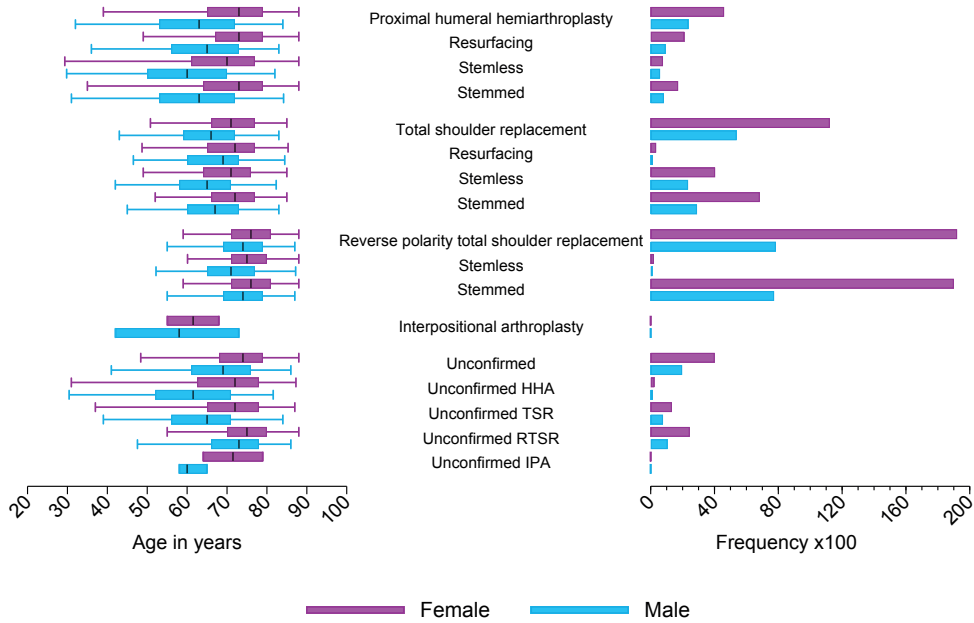 Proximal humeral hemiarthroplasty
Resurfacing
Stemless
Stemmed
Total shoulder replacement
Resurfacing
Stemless
Stemmed
Reverse polarity total shoulder replacement
Stemless
Stemmed
Interpositional arthroplasty
Unconfirmed
Unconfirmed HHA
Unconfirmed TSR
Unconfirmed RTSR
Unconfirmed IPA
20 30 40 50 60 70 80 90 100
0 40 80 120 160 200
Age in years
Frequency x100
Female Male